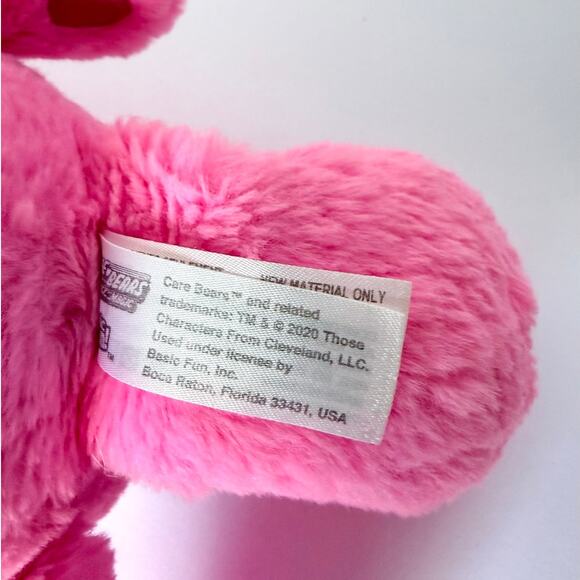 NEW MATERIAL ONLY
BEARS
Care Bears™ and related
trademarks: TM & © 2020 Those
Characters From Cleveland, LLC.
Used under license by
Basic Fun, Inc.
Boca Raton, Florida 33431, USA